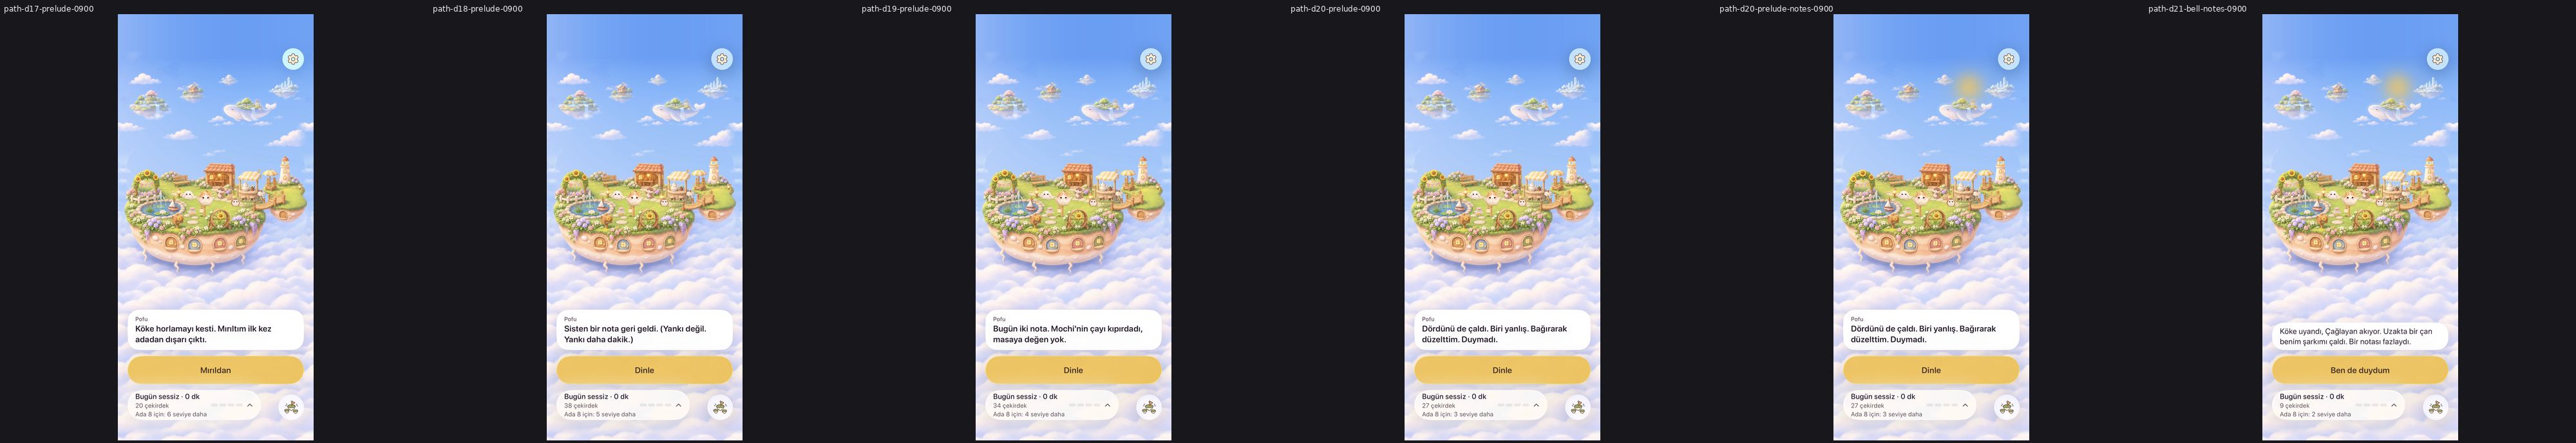 path-d17-prelude-0900
Pofu
Köke horlamayı kesti. Mırıltım ilk kez
adadan dışarı çıktı.
Mırıldan
Bugün sessiz · 0 dk
20 çekirdek
Ada 8 için: 6 seviye daha
path-d18-prelude-0900
Pofu
Sisten bir nota geri geldi. (Yankı değil.
Yankı daha dakik.)
Dinle
Bugün sessiz · 0 dk
38 çekirdek
Ada 8 için: 5 seviye daha
path-d19-prelude-0900
Pofu
Bugün iki nota. Mochi'nin çayı kıpırdadı,
masaya değen yok.
Dinle
Bugün sessiz · 0 dk
34 çekirdek
Ada 8 için: 4 seviye daha
path-d20-prelude-0900
Pofu
Dördünü de çaldı. Biri yanlış. Bağırarak
düzelttim. Duymadı.
Dinle
Bugün sessiz · 0 dk
27 çekirdek
Ada 8 için: 3 seviye daha
path-d20-prelude-notes-0900
Pofu
Dördünü de çaldı. Biri yanlış. Bağırarak
düzelttim. Duymadı.
Dinle
Bugün sessiz · 0 dk
27 çekirdek
Ada 8 için: 3 seviye daha
path-d21-bell-notes-0900
Köke uyandı, Çağlayan akıyor. Uzakta bir çan
benim şarkımı çaldı. Bir notası fazlaydı.
Ben de duydum
Bugün sessiz · 0 dk
9 çekirdek
Ada 8 için: 2 seviye daha